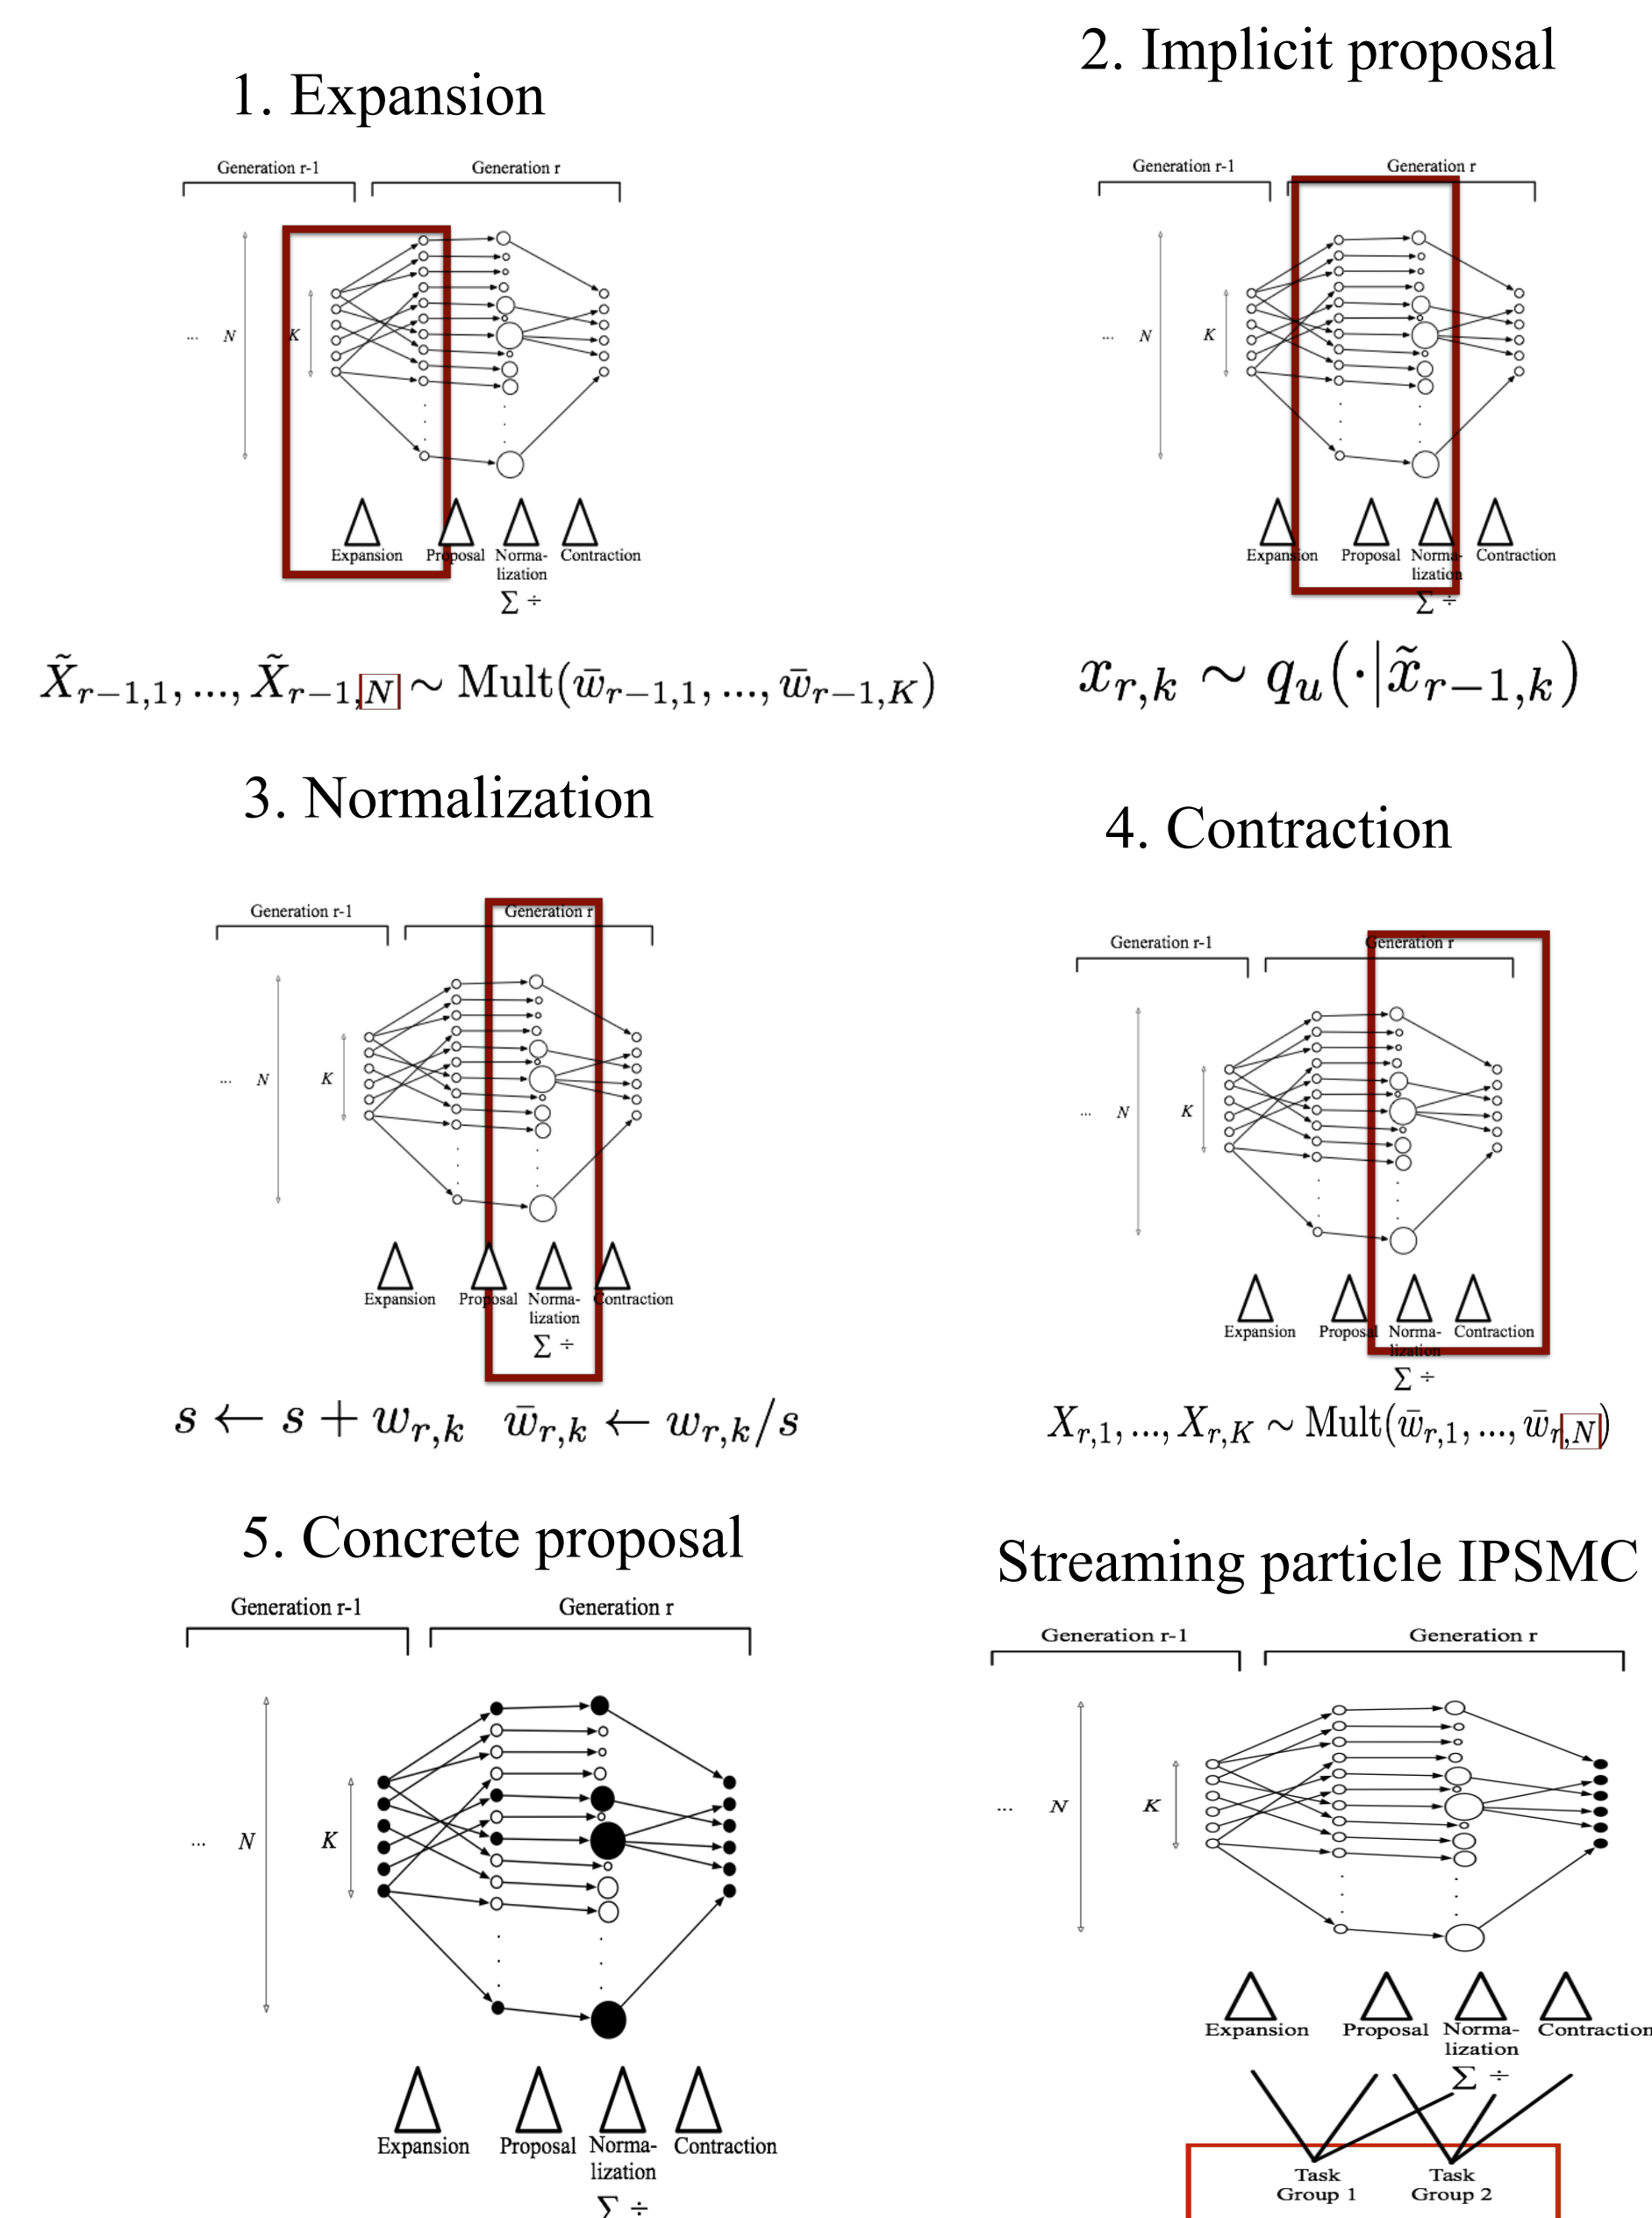 1. Expansion
Generation r-1 Generation r
... N K
Expansion Proposal Norma- Contraction
lization
∑ ÷
X̃_{r−1,1}, ..., X̃_{r−1,N} ∼ Mult(w̄_{r−1,1}, ..., w̄_{r−1,K})
2. Implicit proposal
Generation r-1 Generation r
... N K
Expansion Proposal Norma- Contraction
lization
∑ ÷
x_{r,k} ∼ q_u(·|x̃_{r−1,k})
3. Normalization
Generation r-1 Generation r
... N K
Expansion Proposal Norma- Contraction
lization
∑ ÷
s ← s + w_{r,k} w̄_{r,k} ← w_{r,k}/s
4. Contraction
Generation r-1 Generation r
... N K
Expansion Proposal Norma- Contraction
lization
∑ ÷
X_{r,1}, ..., X_{r,K} ∼ Mult(w̄_{r,1}, ..., w̄_{r,N})
5. Concrete proposal
Generation r-1 Generation r
... N K
Expansion Proposal Norma- Contraction
lization
∑ ÷
Streaming particle IPSMC
Generation r-1 Generation r
... N K
Expansion Proposal Norma- Contraction
lization
∑ ÷
Task Task
Group 1 Group 2